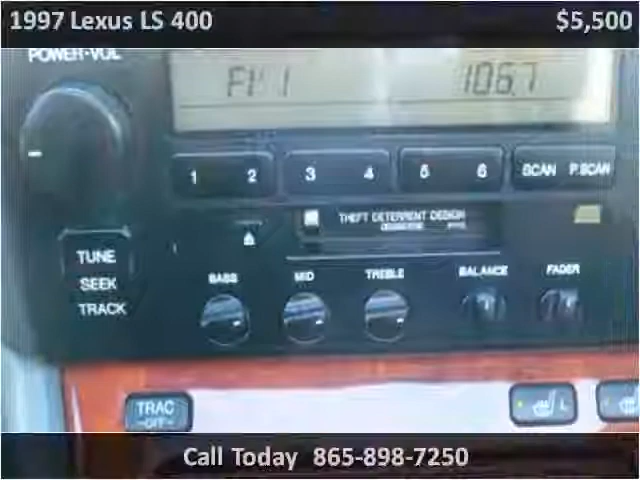 1997 Lexus LS 400 $5,500
POWER·VOL
FM 1 106.7
1 2 3 4 5 6 SCAN P.SCAN
THEFT DETERRENT DESIGN
TUNE
SEEK
TRACK
BASS MID TREBLE BALANCE FADER
TRAC
OFF
L
Call Today 865-898-7250